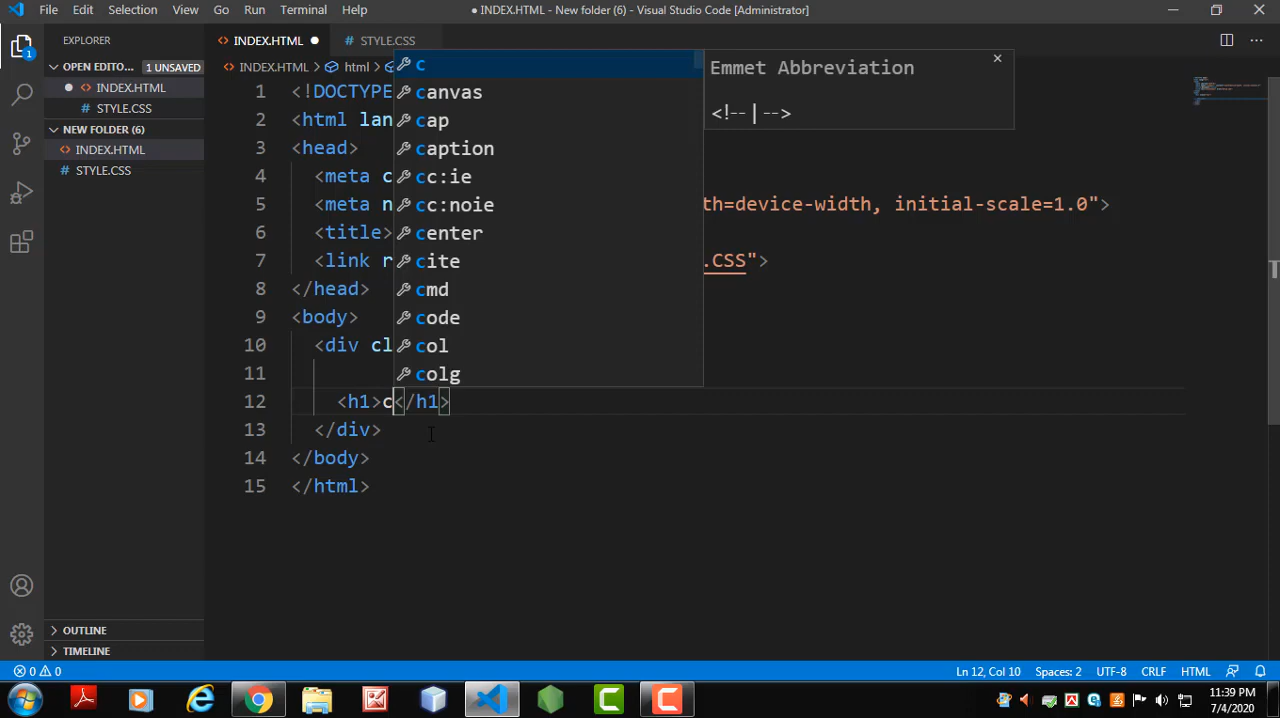 File Edit Selection View Go Run Terminal Help
● INDEX.HTML - New folder (6) - Visual Studio Code [Administrator]
EXPLORER
INDEX.HTML
STYLE.CSS
OPEN EDITO... 1 UNSAVED
INDEX.HTML > html
INDEX.HTML
STYLE.CSS
NEW FOLDER (6)
INDEX.HTML
STYLE.CSS
OUTLINE
TIMELINE
1 <!DOCTYPE
2 <html lan
3 <head>
4 <meta c
5 <meta n th=device-width, initial-scale=1.0">
6 <title>
7 <link r .CSS">
8 </head>
9 <body>
10 <div cl
11
12 <h1>c</h1>
13 </div>
14 </body>
15 </html>
c
canvas
cap
caption
cc:ie
cc:noie
center
cite
cmd
code
col
colg
Emmet Abbreviation
<!-- | -->
1
0 0
Ln 12, Col 10 Spaces: 2 UTF-8 CRLF HTML
11:39 PM
7/4/2020